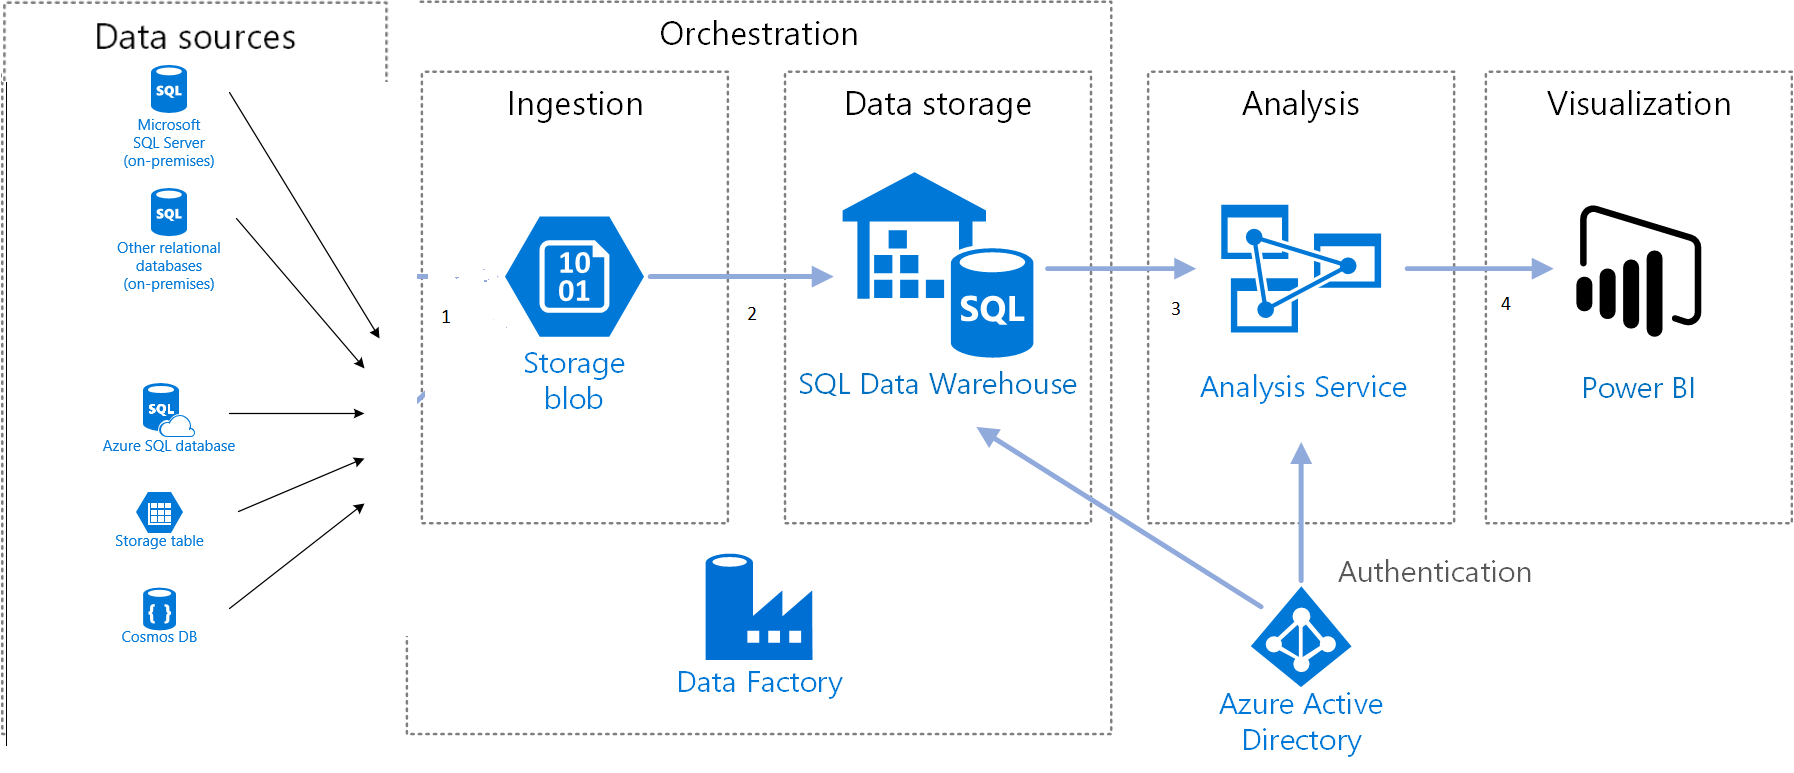 Data sources
SQL
Microsoft
SQL Server
(on-premises)
SQL
Other relational
databases
(on-premises)
SQL
Azure SQL database
Storage table
{ }
Cosmos DB
Orchestration
Ingestion
1
10
01
Storage
blob
2
Data storage
SQL
SQL Data Warehouse
Data Factory
3
Analysis
Analysis Service
4
Visualization
Power BI
Authentication
Azure Active
Directory